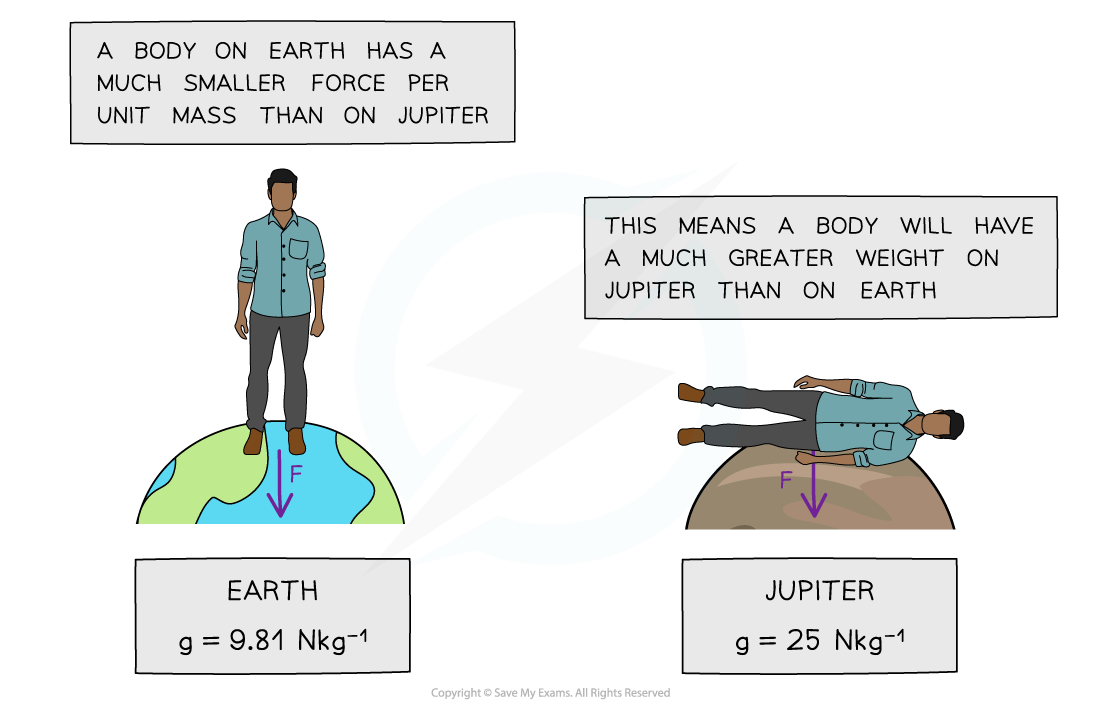 A BODY ON EARTH HAS A
MUCH SMALLER FORCE PER
UNIT MASS THAN ON JUPITER
THIS MEANS A BODY WILL HAVE
A MUCH GREATER WEIGHT ON
JUPITER THAN ON EARTH
F
F
EARTH
g = 9.81 Nkg⁻¹
JUPITER
g = 25 Nkg⁻¹
Copyright © Save My Exams. All Rights Reserved